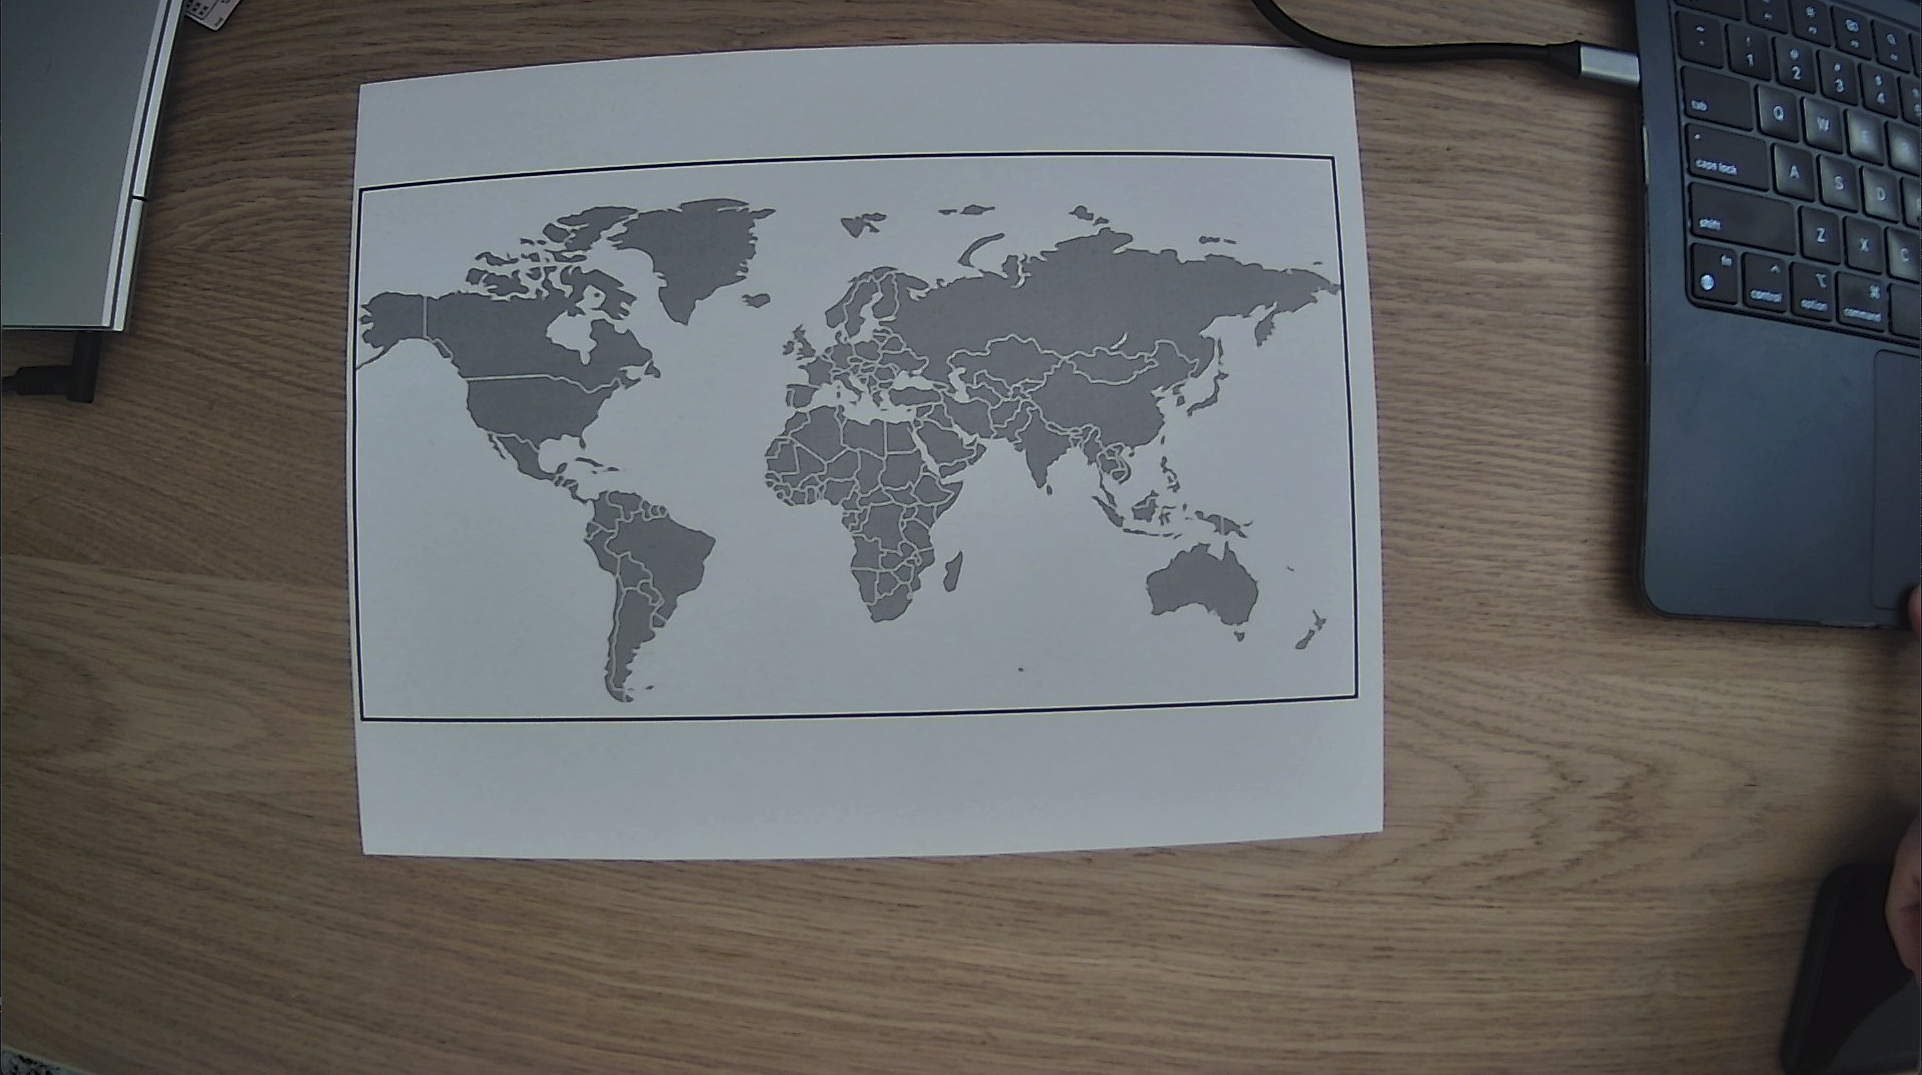 1
@
2
#
3
$
4
tab
Q
W
E
R
caps lock
A
S
D
shift
Z
X
C
fn
control
option
⌘
command